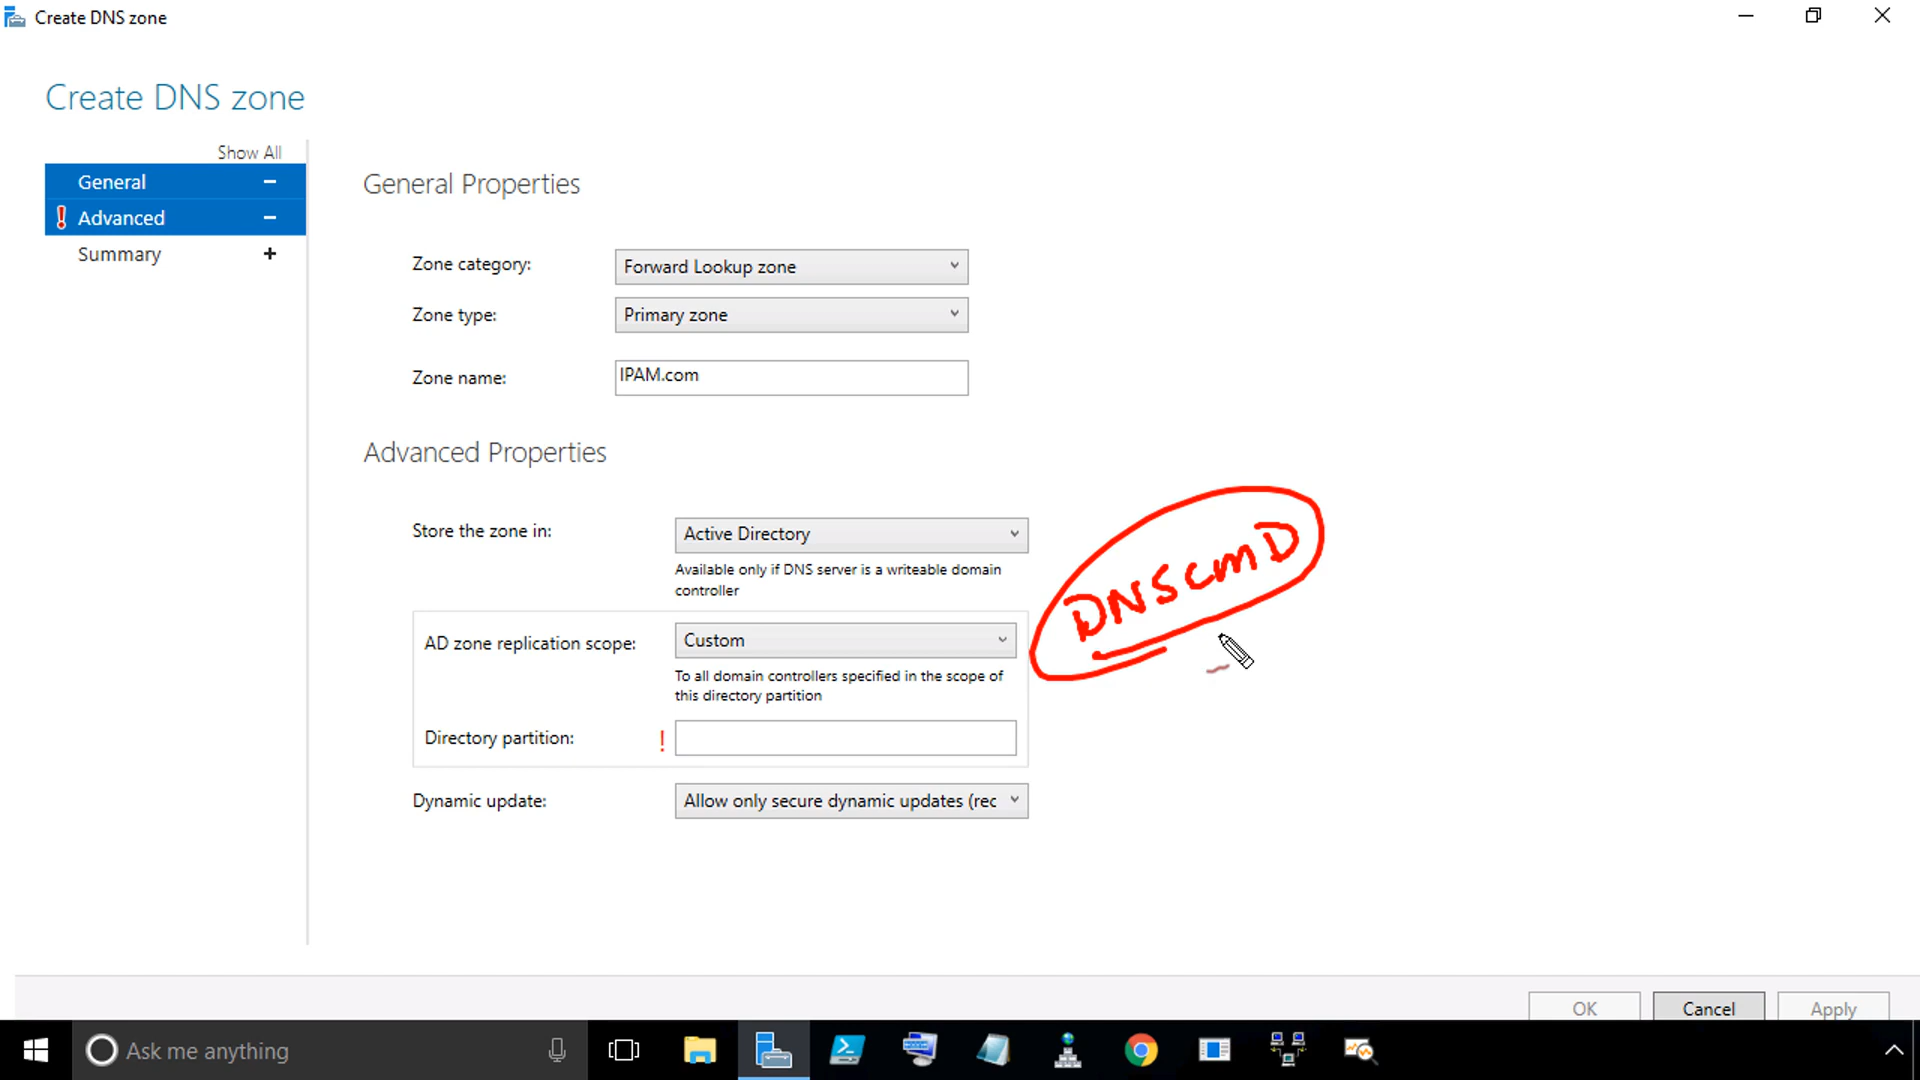 Create DNS zone
Create DNS zone
Show All
General
! Advanced
Summary
General Properties
Zone category:
Forward Lookup zone
Zone type:
Primary zone
Zone name:
IPAM.com
Advanced Properties
Store the zone in:
Active Directory
Available only if DNS server is a writeable domain
controller
AD zone replication scope:
Custom
To all domain controllers specified in the scope of
this directory partition
Directory partition:
!
Dynamic update:
Allow only secure dynamic updates (rec
DNScmD
OK
Cancel
Apply
Ask me anything